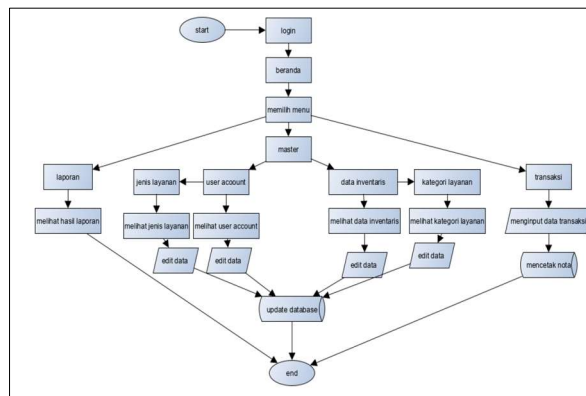 start
login
beranda
memilih menu
master
laporan
jenis layanan
user acoount
data inventaris
kategori layanan
transaksi
melihat hasil laporan
melihat jenis layanan
melihat user account
melihat data inventaris
melihat kategori layanan
menginput data transaksi
edit data
edit data
edit data
edit data
mencetak nota
update database
end